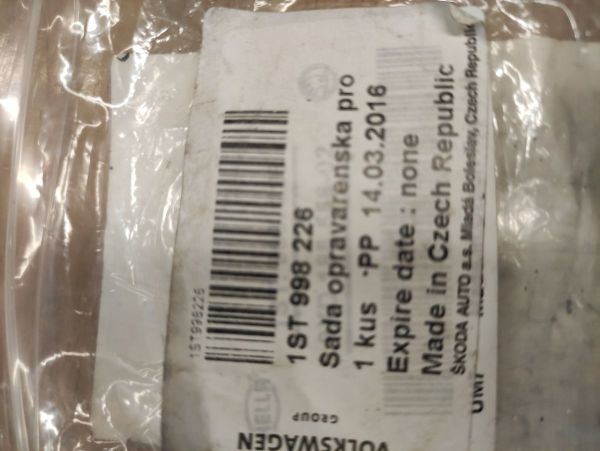 1ST998226
1ST 998 226
Sada opravarenska pro
1 kus ·PP 14.03.2016
Expire date : none
Made in Czech Republic
ŠKODA AUTO a.s. Mladá Boleslav, Czech Republic
HELLA
VOLKSWAGEN
GROUP